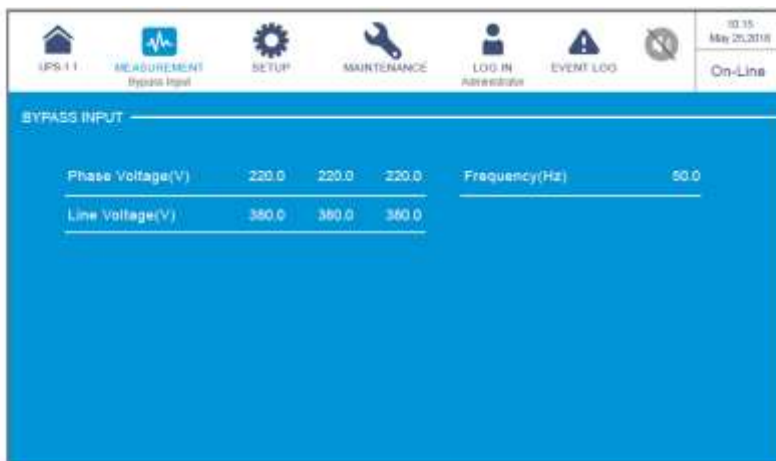 10:15
May 25,2018
UPS-1.1
MEASUREMENT
Bypass Input
SETUP
MAINTENANCE
LOG IN
Administrator
EVENT LOG
On-Line
BYPASS INPUT
Phase Voltage(V) 220.0 220.0 220.0 Frequency(Hz) 50.0
Line Voltage(V) 380.0 380.0 380.0